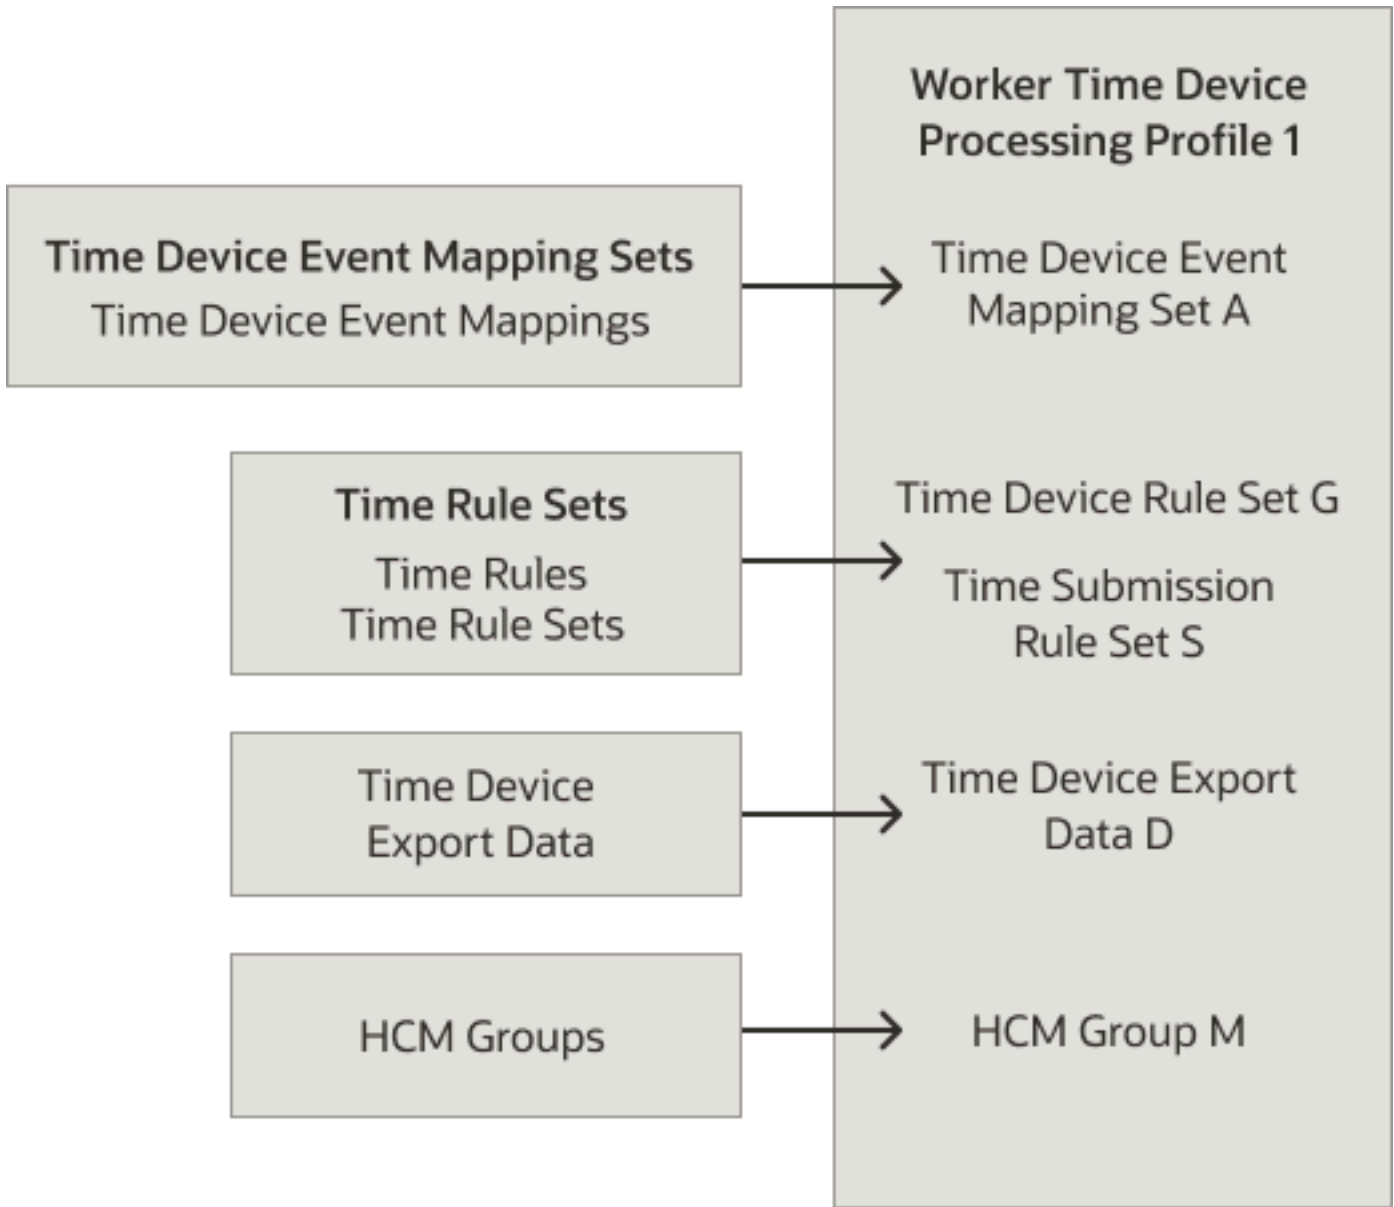 Worker Time Device
Processing Profile 1
Time Device Event Mapping Sets
Time Device Event Mappings
Time Device Event
Mapping Set A
Time Rule Sets
Time Rules
Time Rule Sets
Time Device Rule Set G
Time Submission
Rule Set S
Time Device
Export Data
Time Device Export
Data D
HCM Groups
HCM Group M